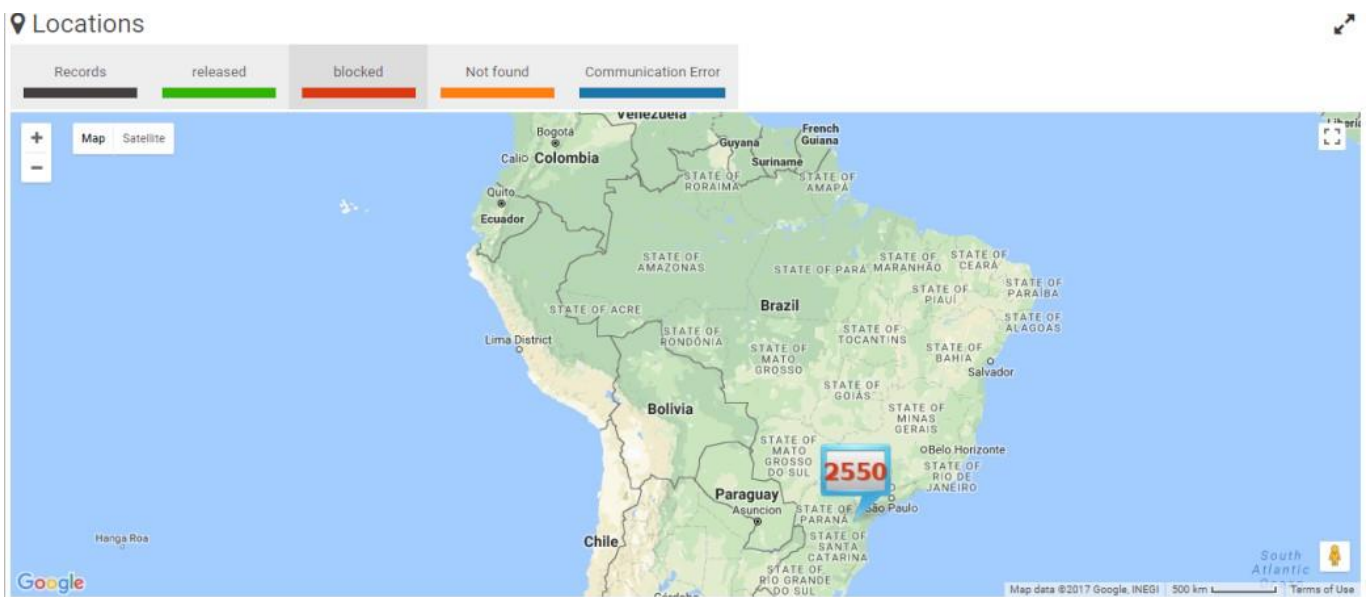 Locations
Records
released
blocked
Not found
Communication Error
+
Map
Satellite
−
Venezuela
Bogota
French
Guiana
Guyana
Liberia
Calio
Colombia
Suriname
STATE OF
RORAIMA
STATE OF
AMAPÁ
Quito
Ecuador
STATE OF
AMAZONAS
STATE OF PARÁ
STATE OF
MARANHÃO
STATE OF
CEARÁ
STATE OF
PIAUÍ
STATE OF
PARAÍBA
STATE OF ACRE
Brazil
STATE OF
ALAGOAS
Lima District
STATE OF
RONDÔNIA
STATE OF
MATO
GROSSO
STATE OF
TOCANTINS
STATE OF
BAHIA
Salvador
STATE OF
GOIÁS
Bolivia
STATE OF
MINAS
GERAIS
STATE OF
MATO
GROSSO
DO SUL
2550
Belo Horizonte
STATE OF
RIO DE
JANEIRO
Paraguay
Asuncion
STATE OF
PARANÁ
São Paulo
Hanga Roa
Chile
STATE OF
SANTA
CATARINA
STATE OF
RIO GRANDE
DO SUL
South
Atlantic
Google
Map data ©2017 Google, INEGI
500 km
Terms of Use